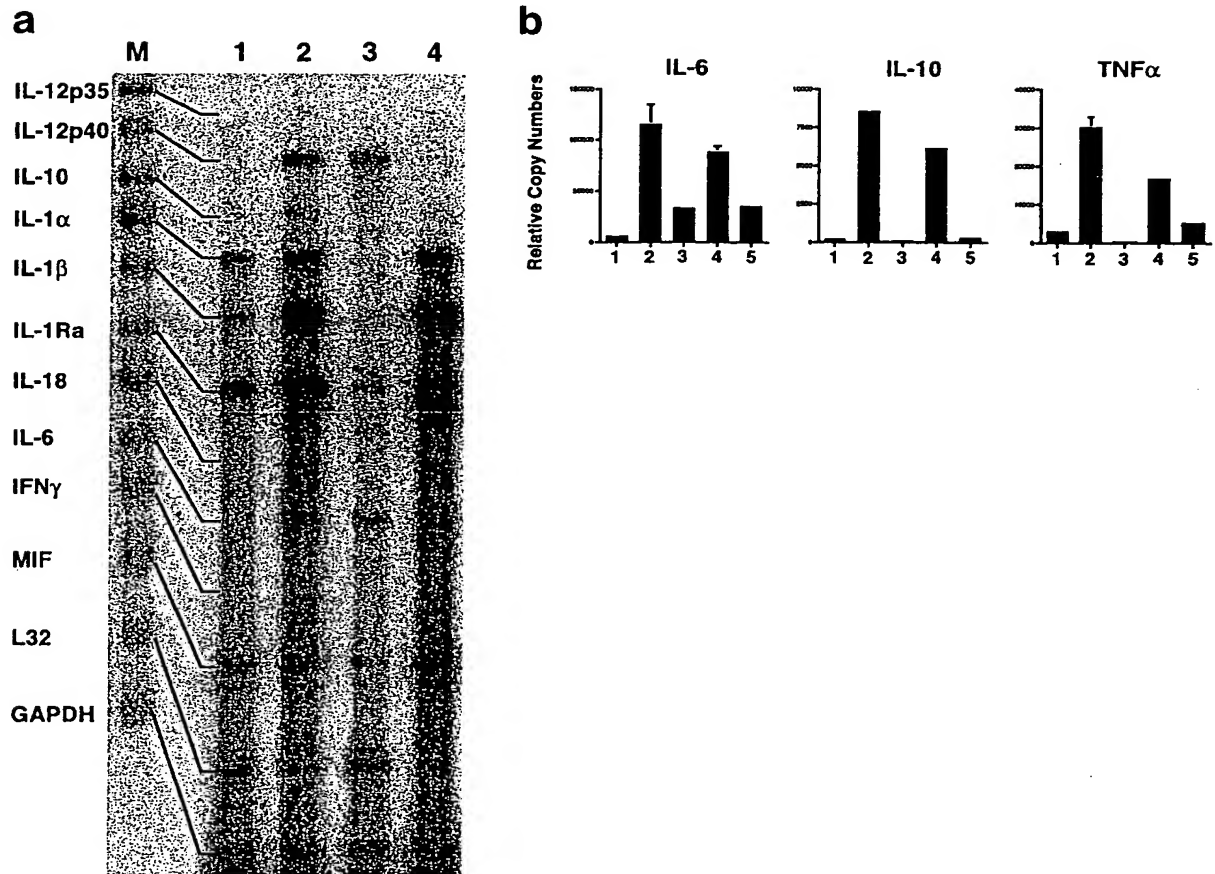 a
M 1 2 3 4
IL-12p35
IL-12p40
IL-10
IL-1α
IL-1β
IL-1Ra
IL-18
IL-6
IFNγ
MIF
L32
GAPDH
b
Relative Copy Numbers
IL-6
1 2 3 4 5
IL-10
1 2 3 4 5
TNFα
1 2 3 4 5